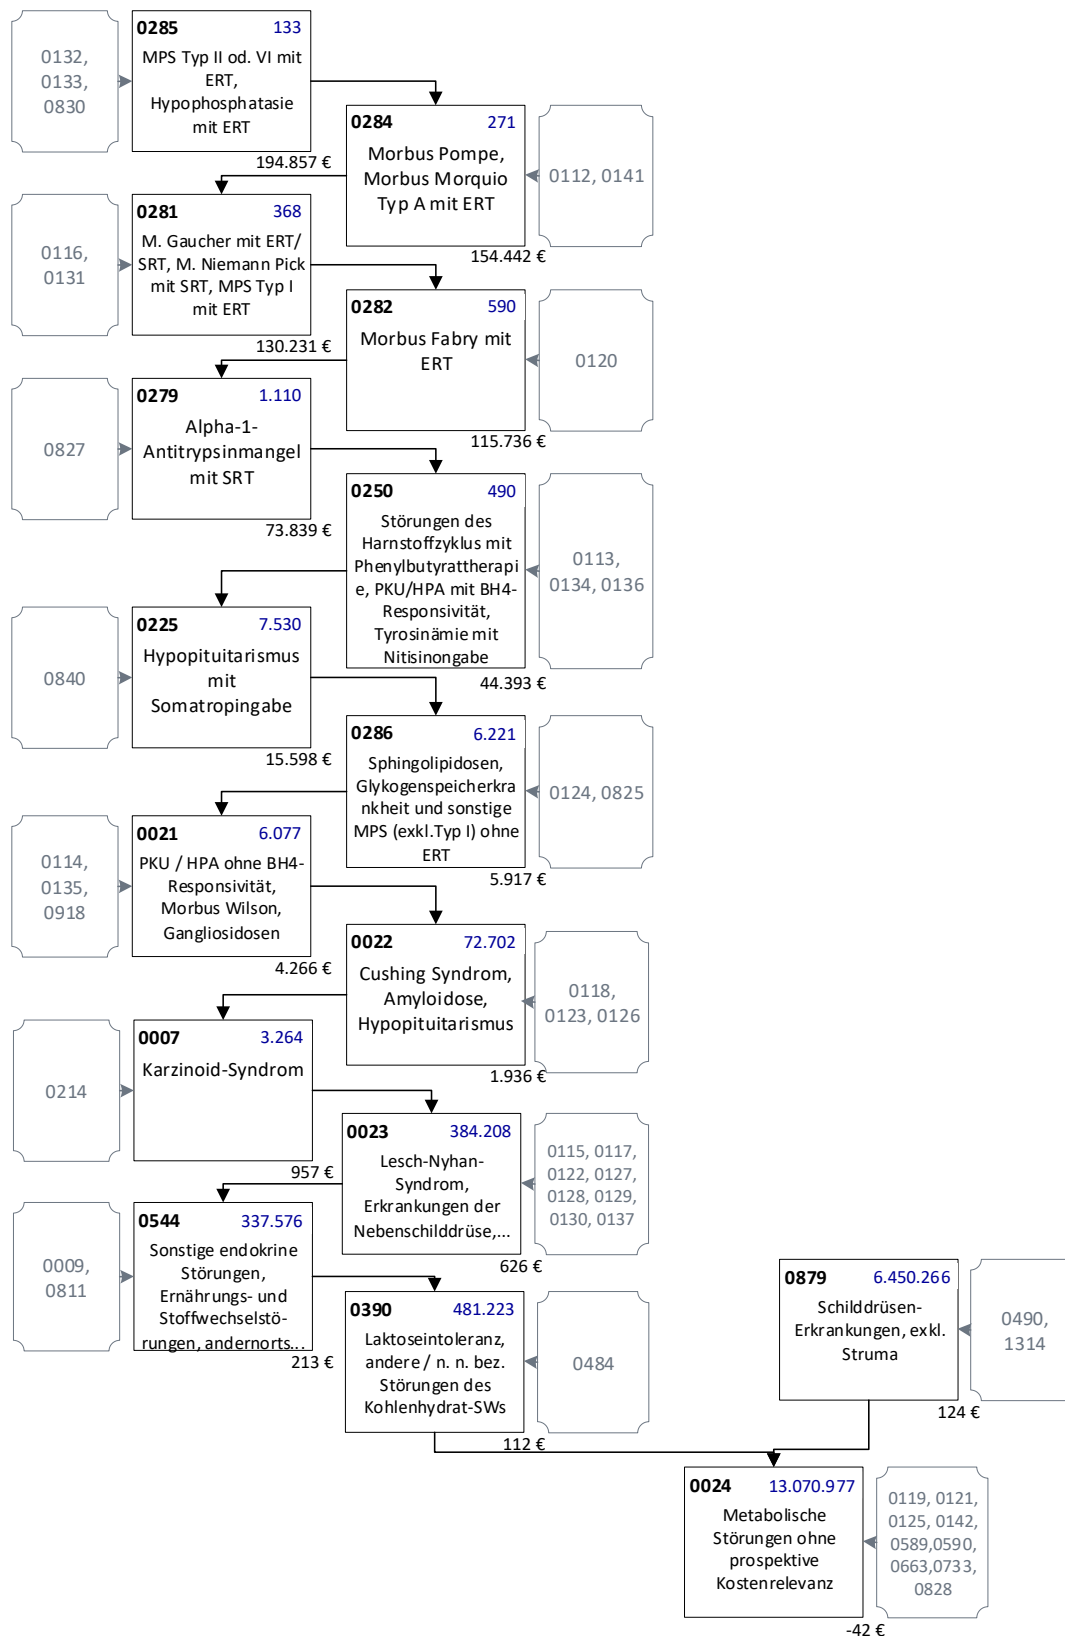 0285 133
MPS Typ II od. VI mit
ERT,
Hypophosphatasie
mit ERT
0132,
0133,
0830
194.857 €
0284 271
Morbus Pompe,
Morbus Morquio
Typ A mit ERT
0112, 0141
154.442 €
0281 368
M. Gaucher mit ERT/
SRT, M. Niemann Pick
mit SRT, MPS Typ I
mit ERT
0116,
0131
130.231 €
0282 590
Morbus Fabry mit
ERT
0120
115.736 €
0279 1.110
Alpha-1-
Antitrypsinmangel
mit SRT
0827
73.839 €
0250 490
Störungen des
Harnstoffzyklus mit
Phenylbutyrattherapi
e, PKU/HPA mit BH4-
Responsivität,
Tyrosinämie mit
Nitisinongabe
0113,
0134, 0136
44.393 €
0225 7.530
Hypopituitarismus
mit
Somatropingabe
0840
15.598 €
0286 6.221
Sphingolipidosen,
Glykogenspeicherkra
nkheit und sonstige
MPS (exkl.Typ I) ohne
ERT
0124, 0825
5.917 €
0021 6.077
PKU / HPA ohne BH4-
Responsivität,
Morbus Wilson,
Gangliosidosen
0114,
0135,
0918
4.266 €
0022 72.702
Cushing Syndrom,
Amyloidose,
Hypopituitarismus
0118,
0123, 0126
1.936 €
0007 3.264
Karzinoid-Syndrom
0214
957 €
0023 384.208
Lesch-Nyhan-
Syndrom,
Erkrankungen der
Nebenschilddrüse,...
0115, 0117,
0122, 0127,
0128, 0129,
0130, 0137
626 €
0544 337.576
Sonstige endokrine
Störungen,
Ernährungs- und
Stoffwechselstö-
rungen, andernorts...
0009,
0811
213 €
0390 481.223
Laktoseintoleranz,
andere / n. n. bez.
Störungen des
Kohlenhydrat-SWs
0484
112 €
0879 6.450.266
Schilddrüsen-
Erkrankungen, exkl.
Struma
0490,
1314
124 €
0024 13.070.977
Metabolische
Störungen ohne
prospektive
Kostenrelevanz
0119, 0121,
0125, 0142,
0589,0590,
0663,0733,
0828
-42 €